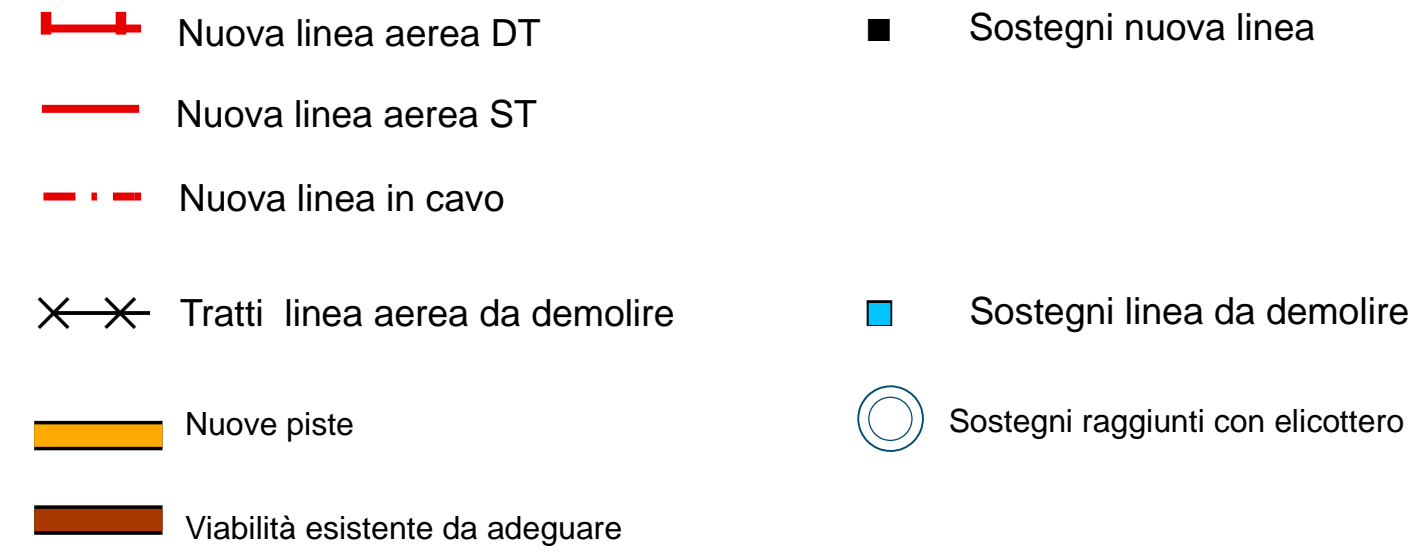 Nuova linea aerea DT
Sostegni nuova linea
Nuova linea aerea ST
Nuova linea in cavo
Tratti linea aerea da demolire
Sostegni linea da demolire
Nuove piste
Sostegni raggiunti con elicottero
Viabilità esistente da adeguare